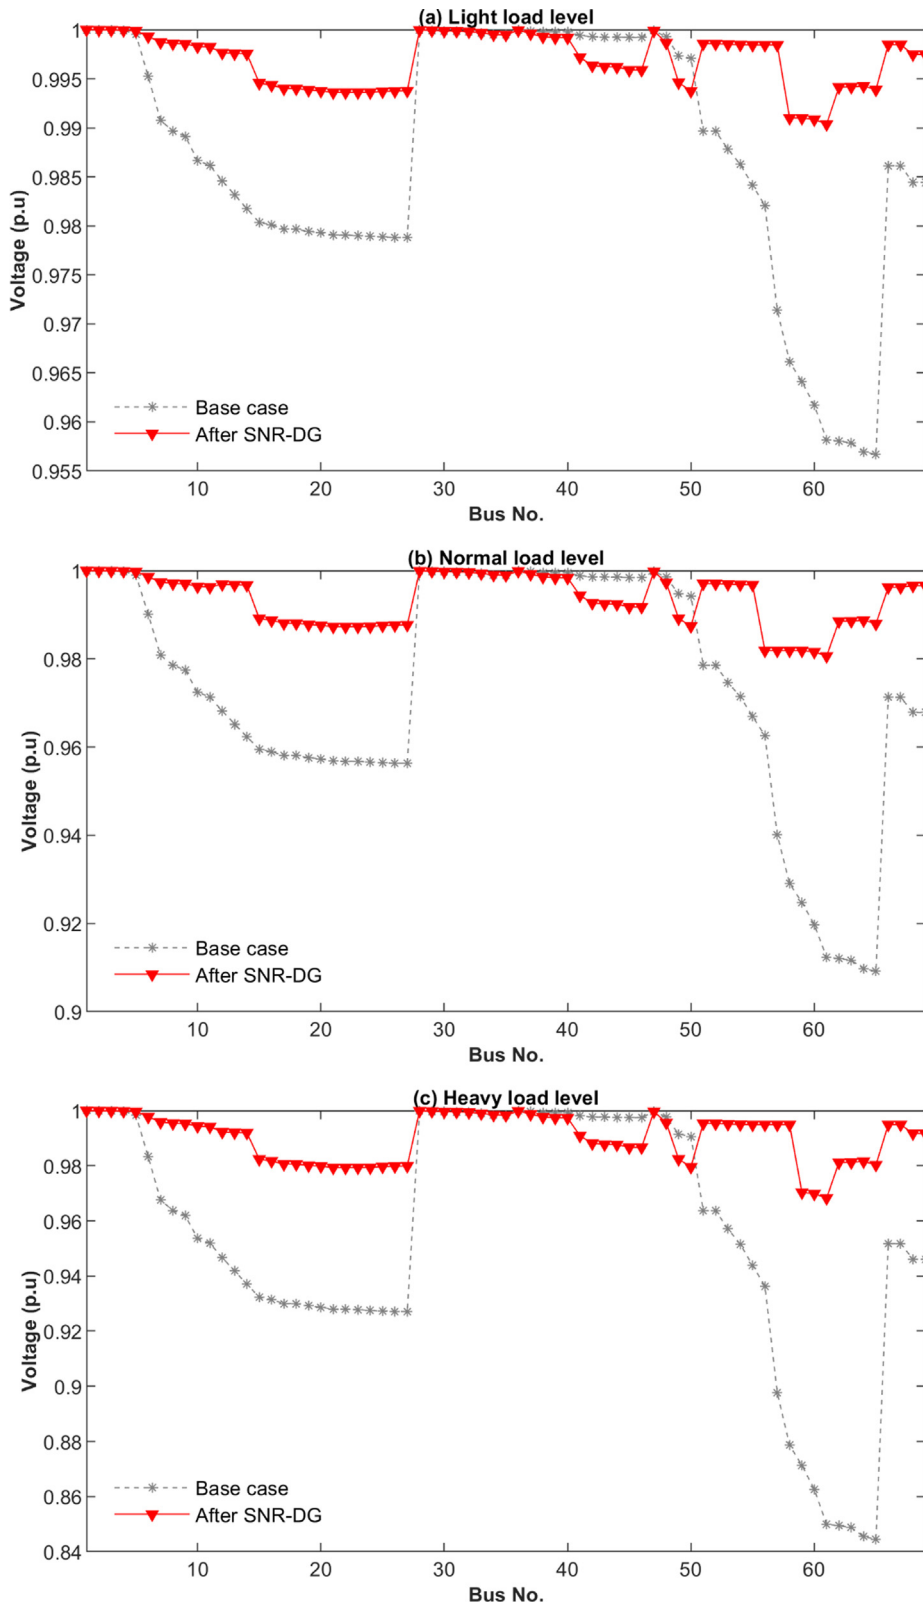 (a) Light load level
1
0.995
0.99
0.985
0.98
0.975
0.97
0.965
0.96
0.955
Voltage (p.u)
Base case
After SNR-DG
10 20 30 40 50 60
Bus No.
(b) Normal load level
1
0.98
0.96
0.94
0.92
0.9
Voltage (p.u)
Base case
After SNR-DG
10 20 30 40 50 60
Bus No.
(c) Heavy load level
1
0.98
0.96
0.94
0.92
0.9
0.88
0.86
0.84
Voltage (p.u)
Base case
After SNR-DG
10 20 30 40 50 60
Bus No.